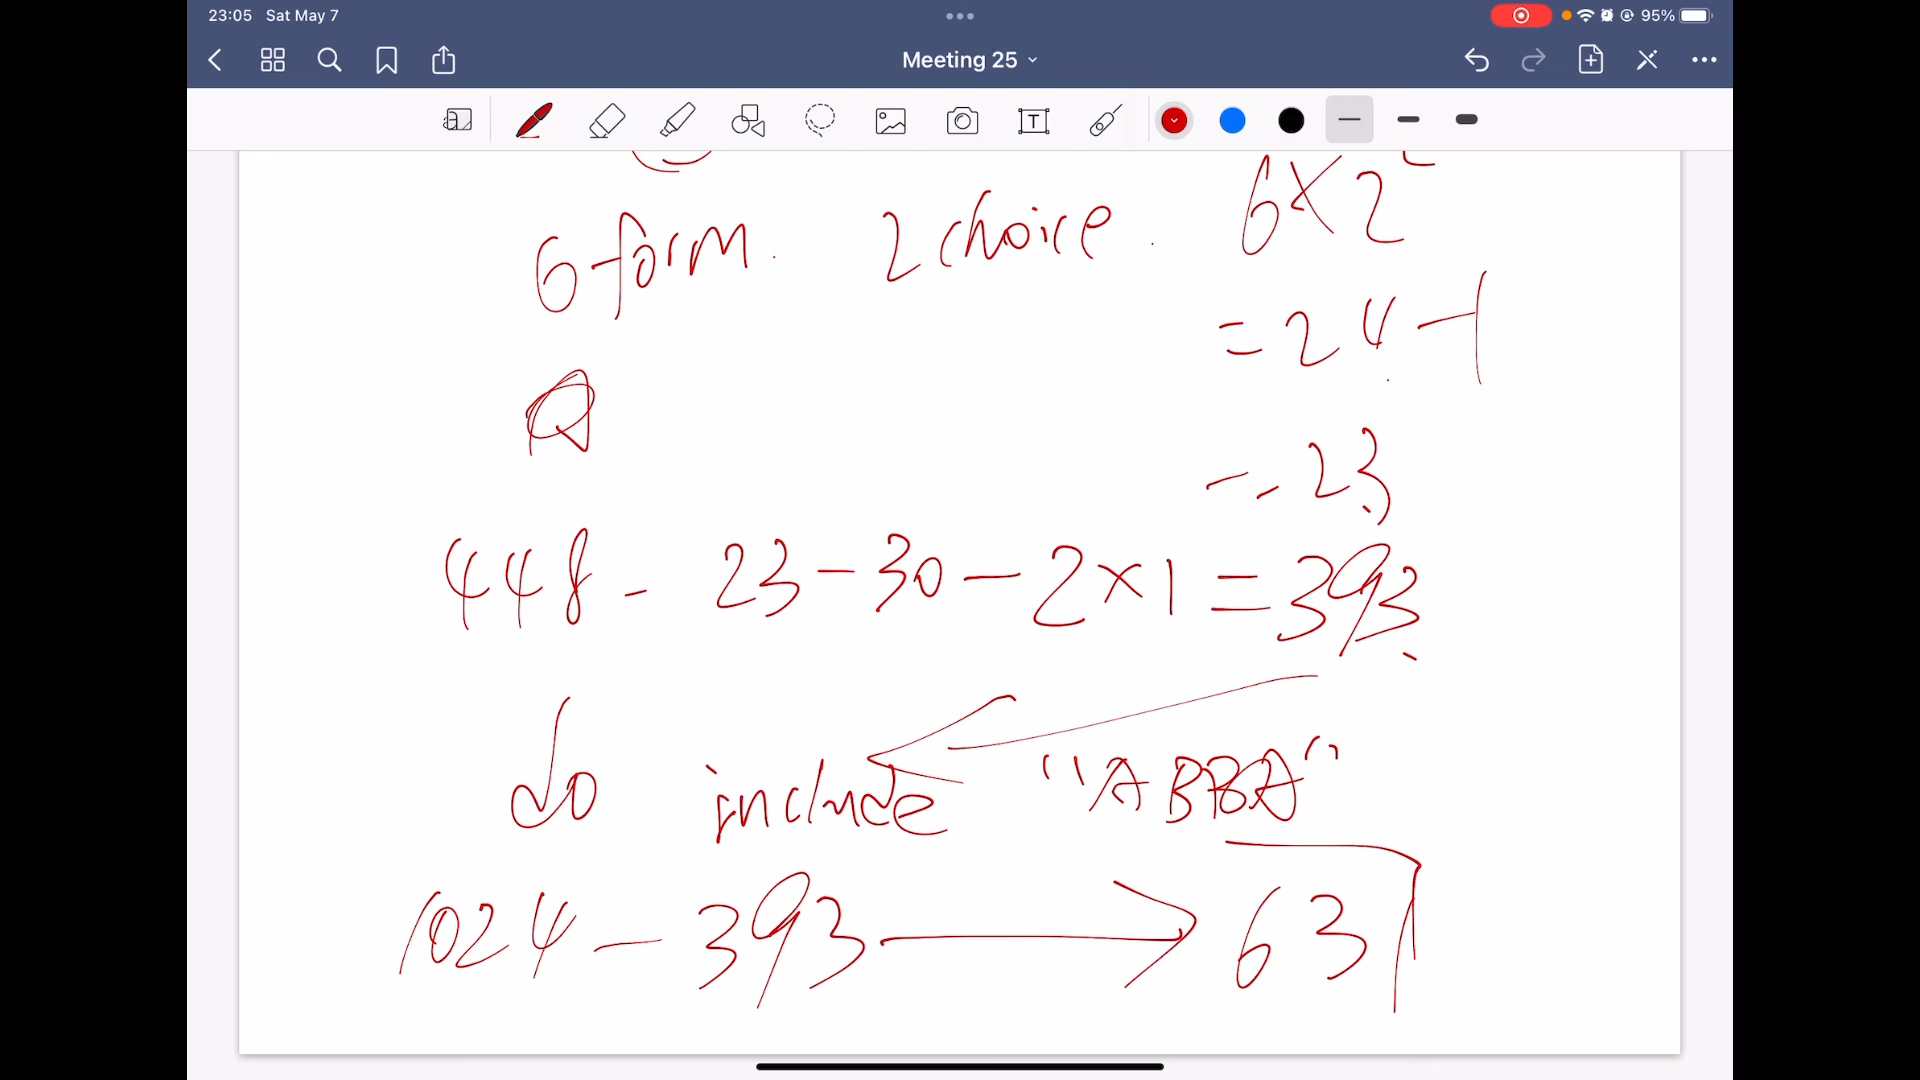 23:05 Sat May 7
95%
Meeting 25
6-form. 2 choice. 6×2²
= 24-1
= 23
448 - 23 - 30 - 2×1 = 393
do include "ABBA"
1024 - 393 → 631